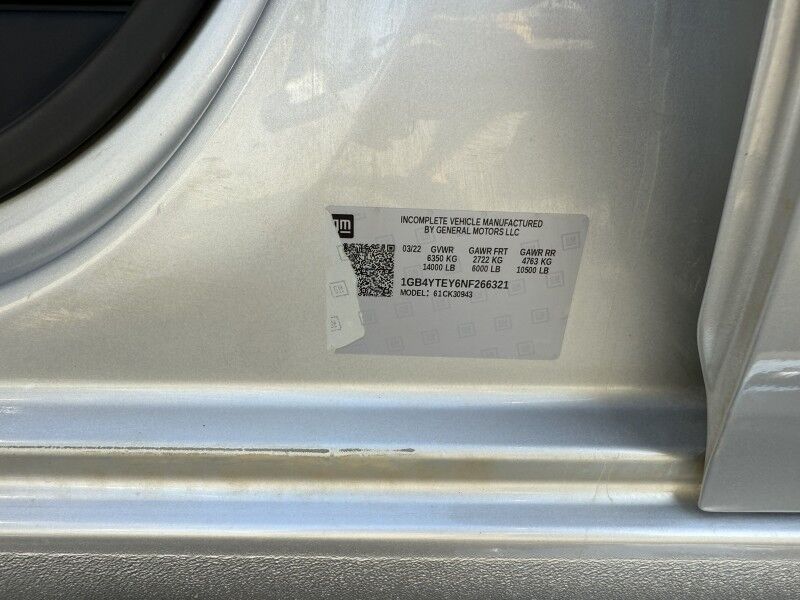 gm
INCOMPLETE VEHICLE MANUFACTURED
BY GENERAL MOTORS LLC
03/22 GVWR GAWR FRT GAWR RR
6350 KG 2722 KG 4763 KG
14000 LB 6000 LB 10500 LB
1GB4YTEY6NF266321
MODEL: 61CK30943